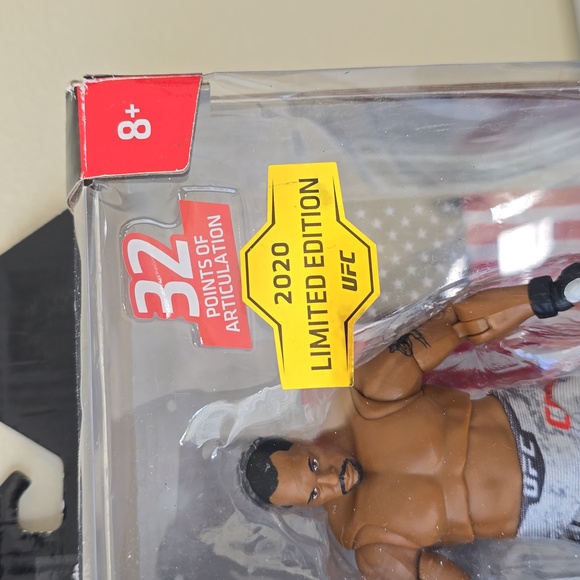 8+
32
POINTS OF
ARTICULATION
2020
LIMITED EDITION
UFC
UFC